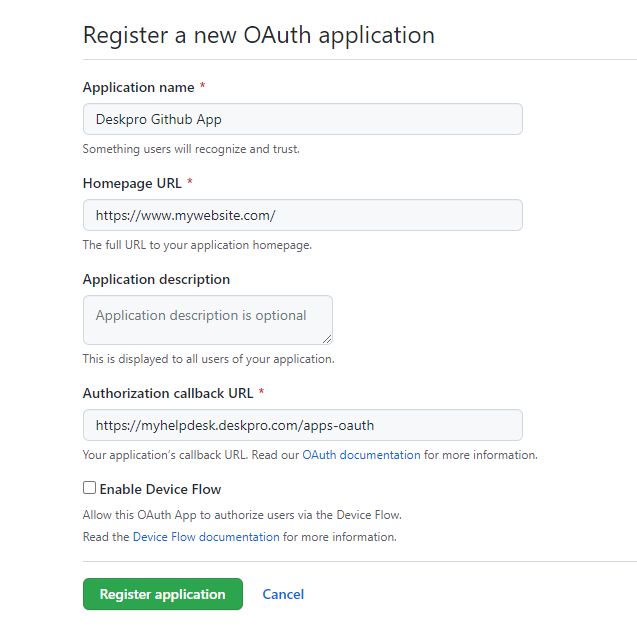 Register a new OAuth application
Application name *
Deskpro Github App
Something users will recognize and trust.
Homepage URL *
https://www.mywebsite.com/
The full URL to your application homepage.
Application description
Application description is optional
This is displayed to all users of your application.
Authorization callback URL *
https://myhelpdesk.deskpro.com/apps-oauth
Your application’s callback URL. Read our OAuth documentation for more information.
Enable Device Flow
Allow this OAuth App to authorize users via the Device Flow.
Read the Device Flow documentation for more information.
Register application Cancel